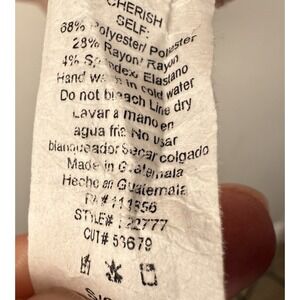 CHERISH
SELF:
68% Polyester/ Polyester
28% Rayon/ Rayon
4% Spandex/ Elastano
Hand wash in cold water
Do not bleach Line dry
Lavar a mano en
agua fria No usar
blanqueador Secar colgado
Made in Guatemala
Hecho en Guatemala
STYLE#
CUT# 53679